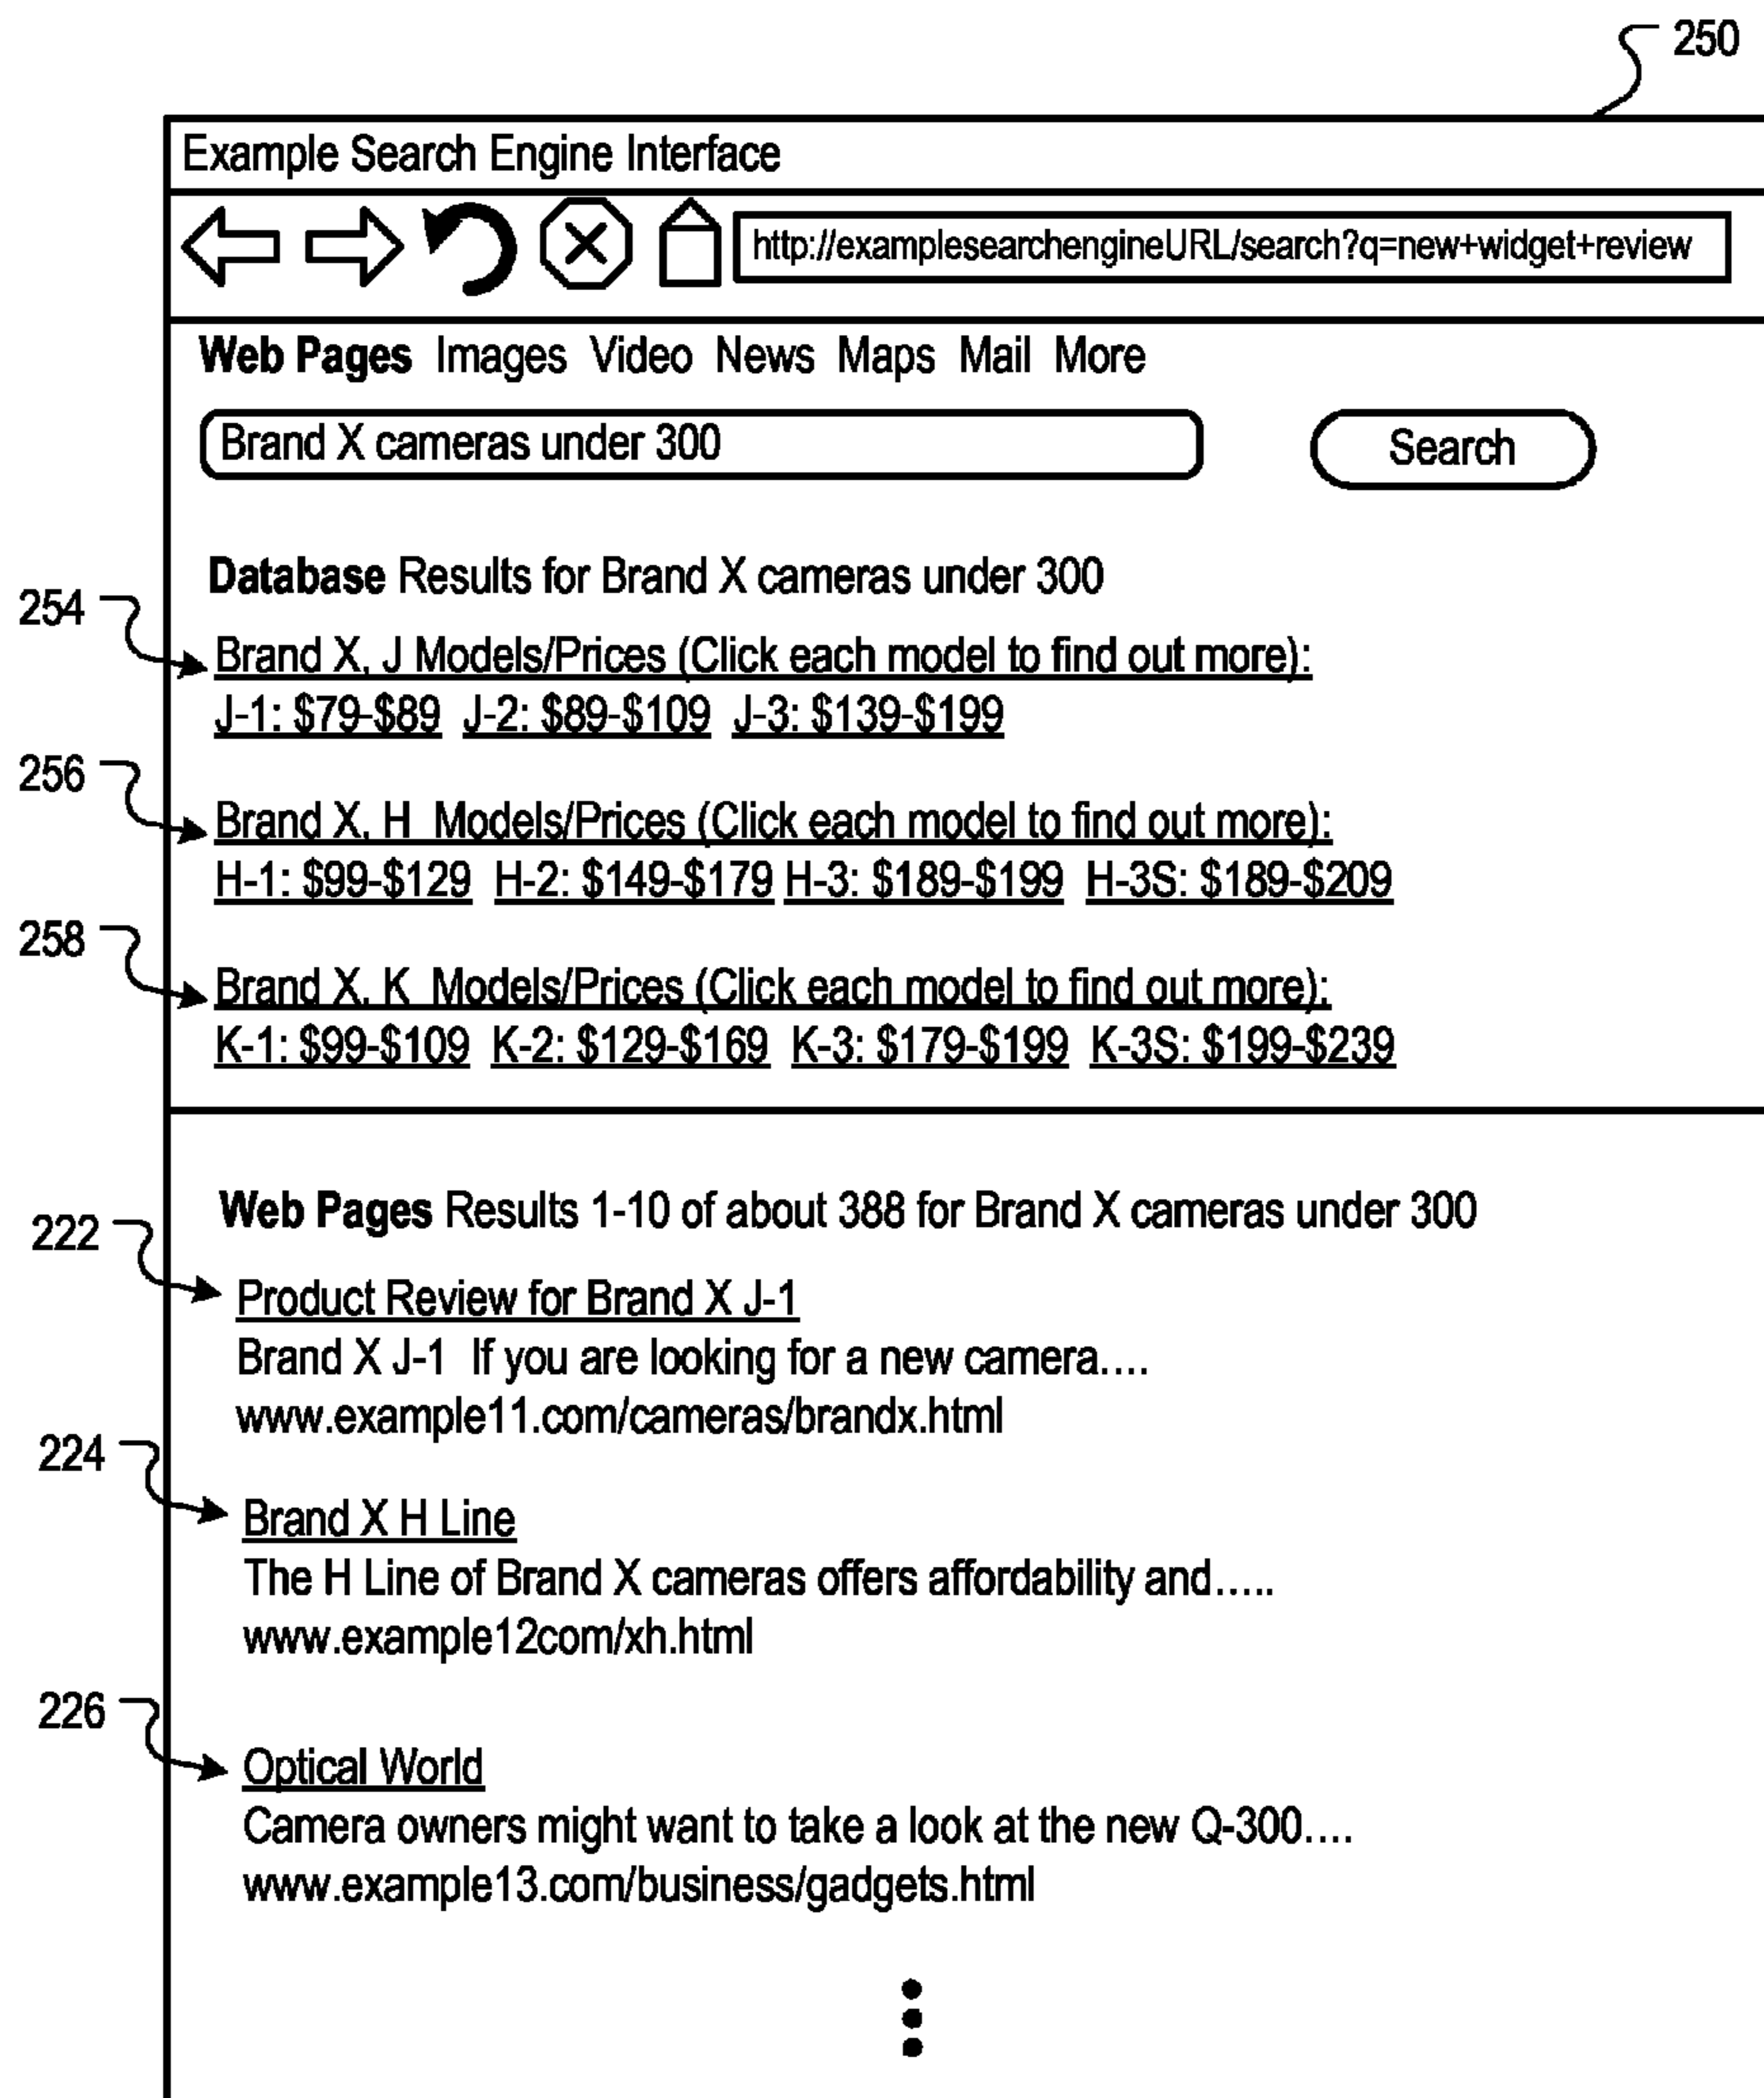 250
Example Search Engine Interface
http://examplesearchengineURL/search?q=new+widget+review
Web Pages Images Video News Maps Mail More
Brand X cameras under 300
Search
Database Results for Brand X cameras under 300
254
Brand X, J Models/Prices (Click each model to find out more):
J-1: $79-$89 J-2: $89-$109 J-3: $139-$199
256
Brand X, H Models/Prices (Click each model to find out more):
H-1: $99-$129 H-2: $149-$179 H-3: $189-$199 H-3S: $189-$209
258
Brand X, K Models/Prices (Click each model to find out more):
K-1: $99-$109 K-2: $129-$169 K-3: $179-$199 K-3S: $199-$239
Web Pages Results 1-10 of about 388 for Brand X cameras under 300
222
Product Review for Brand X J-1
Brand X J-1 If you are looking for a new camera....
www.example11.com/cameras/brandx.html
224
Brand X H Line
The H Line of Brand X cameras offers affordability and.....
www.example12com/xh.html
226
Optical World
Camera owners might want to take a look at the new Q-300....
www.example13.com/business/gadgets.html